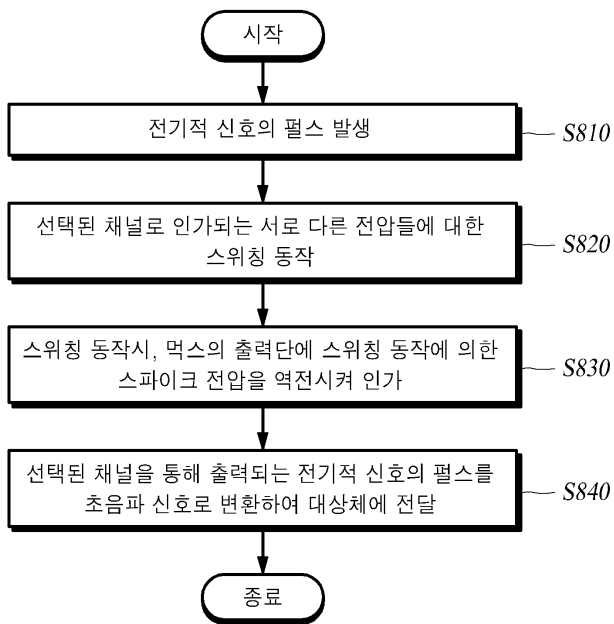 시작
전기적 신호의 펄스 발생
S810
선택된 채널로 인가되는 서로 다른 전압들에 대한
스위칭 동작
S820
스위칭 동작시, 먹스의 출력단에 스위칭 동작에 의한
스파이크 전압을 역전시켜 인가
S830
선택된 채널을 통해 출력되는 전기적 신호의 펄스를
초음파 신호로 변환하여 대상체에 전달
S840
종료